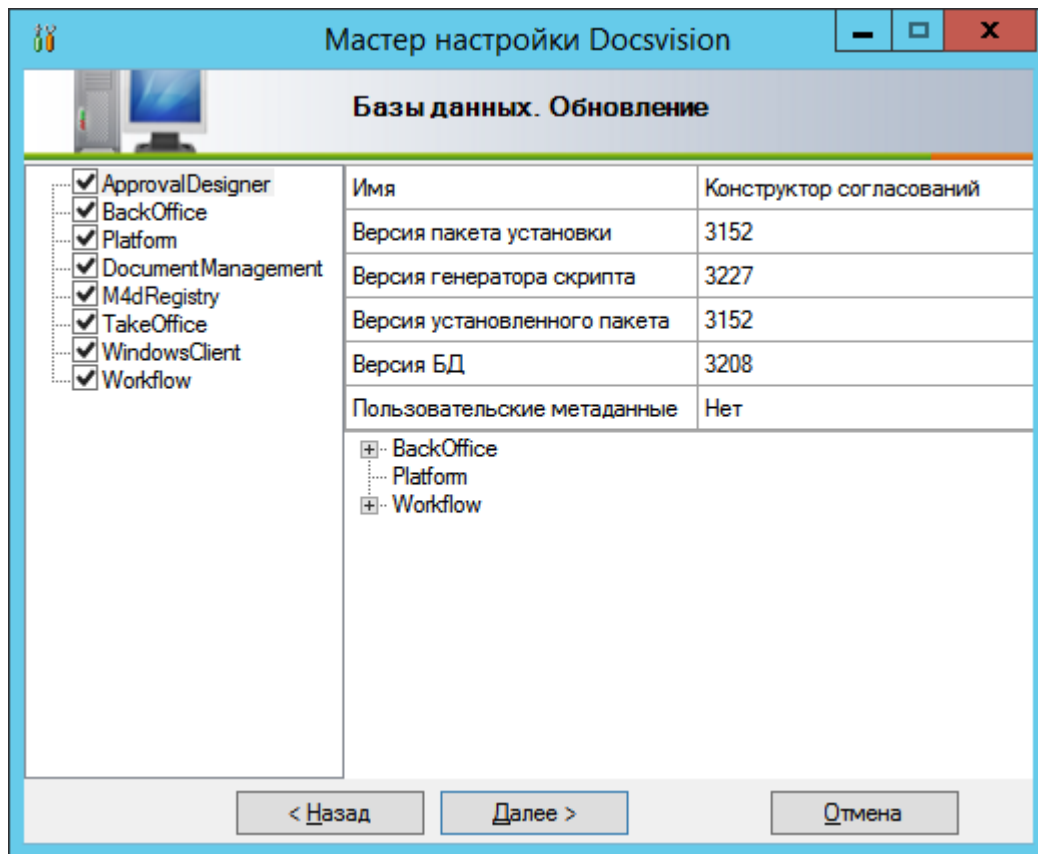 Мастер настройки Docsvision
Базы данных. Обновление
ApprovalDesigner
BackOffice
Platform
DocumentManagement
M4dRegistry
TakeOffice
WindowsClient
Workflow
Имя Конструктор согласований
Версия пакета установки 3152
Версия генератора скрипта 3227
Версия установленного пакета 3152
Версия БД 3208
Пользовательские метаданные Нет
BackOffice
Platform
Workflow
< Назад Далее > Отмена